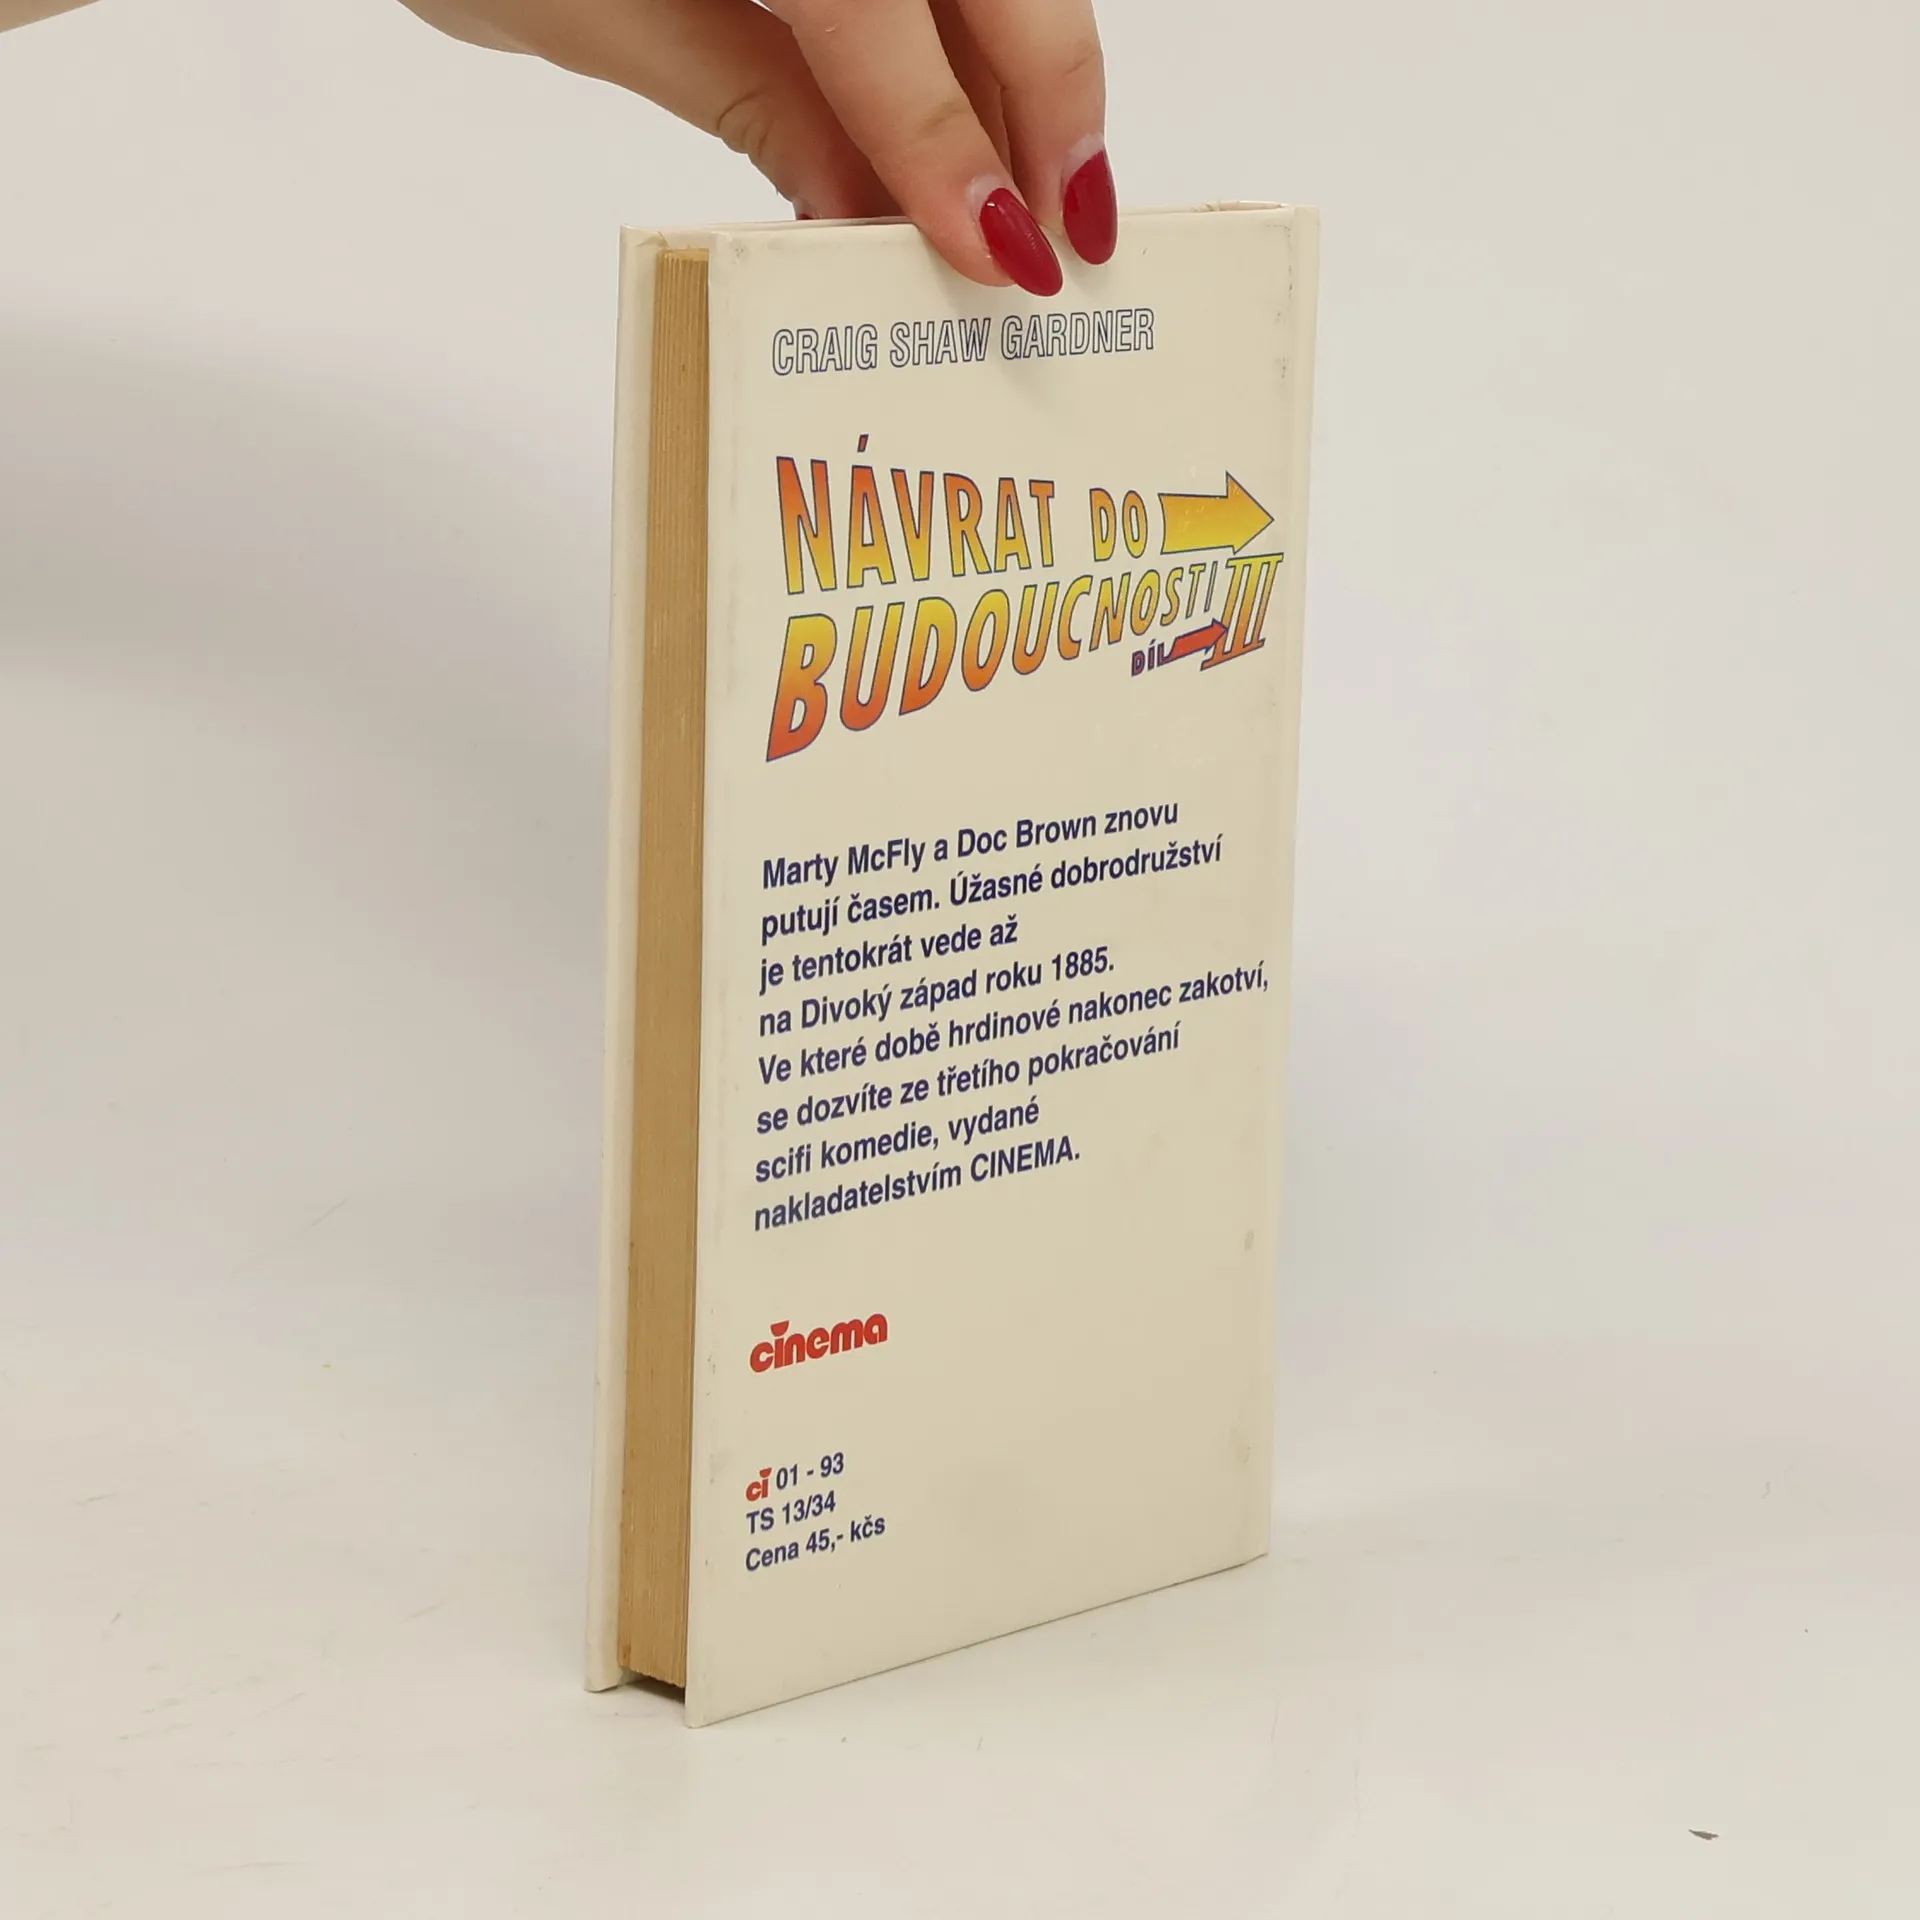 CRAIG SHAW GARDNER
NÁVRAT DO
BUDOUCNOSTI III
DÍL
Marty McFly a Doc Brown znovu
putují časem. Úžasné dobrodružství
je tentokrát vede až
na Divoký západ roku 1885.
Ve které době hrdinové nakonec zakotví,
se dozvíte ze třetího pokračování
scifi komedie, vydané
nakladatelstvím CINEMA.
cinema
ci 01 - 93
TS 13/34
Cena 45,- kčs